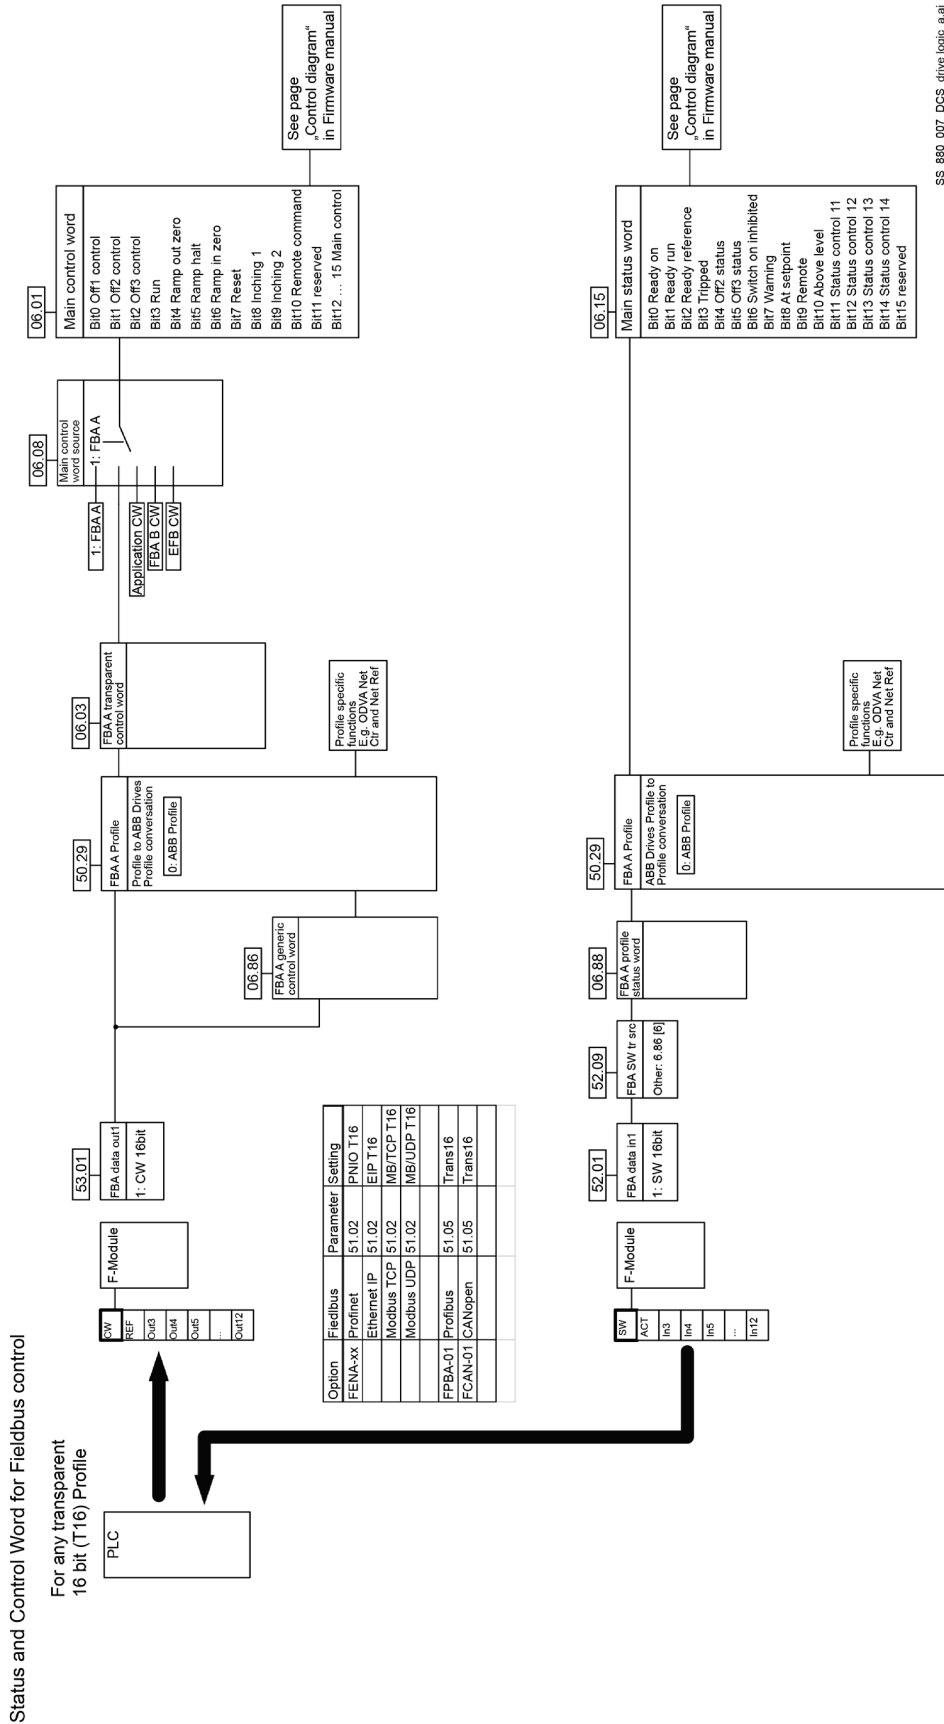 Status and Control Word for Fieldbus control
For any transparent
16 bit (T16) Profile
PLC
CW
REF
Out3
Out4
Out5
...
Out12
F-Module
53.01
FBA data out1
1: CW 16bit
06.86
FBA A generic
control word
50.29
FBA A Profile
Profile to ABB Drives
Profile conversation
0: ABB Profile
Profile specific
functions
E.g. ODVA Net
Ctr and Net Ref
06.03
FBA A transparent
control word
1: FBA A
Application CW
FBA B CW
EFB CW
06.08
Main control
word source
1: FBA A
06.01
Main control word
Bit0 Off1 control
Bit1 Off2 control
Bit2 Off3 control
Bit3 Run
Bit4 Ramp out zero
Bit5 Ramp halt
Bit6 Ramp in zero
Bit7 Reset
Bit8 Inching 1
Bit9 Inching 2
Bit10 Remote command
Bit11 reserved
Bit12 ... 15 Main control
See page
„Control diagram“
in Firmware manual
Option Fiedlbus Parameter Setting
FENA-xx Profinet 51.02 PNIO T16
Ethernet IP 51.02 EIP T16
Modbus TCP 51.02 MB/TCP T16
Modbus UDP 51.02 MB/UDP T16
FPBA-01 Profibus 51.05 Trans16
FCAN-01 CANopen 51.05 Trans16
SW
ACT
In3
In4
In5
...
In12
F-Module
52.01
FBA data in1
1: SW 16bit
52.09
FBA SW tr src
Other: 6.86 [6]
06.88
FBA A profile
status word
50.29
FBA A Profile
ABB Drives Profile to
Profile conversation
0: ABB Profile
Profile specific
functions
E.g. ODVA Net
Ctr and Net Ref
06.15
Main status word
Bit0 Ready on
Bit1 Ready run
Bit2 Ready reference
Bit3 Tripped
Bit4 Off2 status
Bit5 Off3 status
Bit6 Switch on inhibited
Bit7 Warning
Bit8 At setpoint
Bit9 Remote
Bit10 Above level
Bit11 Status control 11
Bit12 Status control 12
Bit13 Status control 13
Bit14 Status control 14
Bit15 reserved
See page
„Control diagram“
in Firmware manual
SS_880_007_DCS_drive logic_a.ai